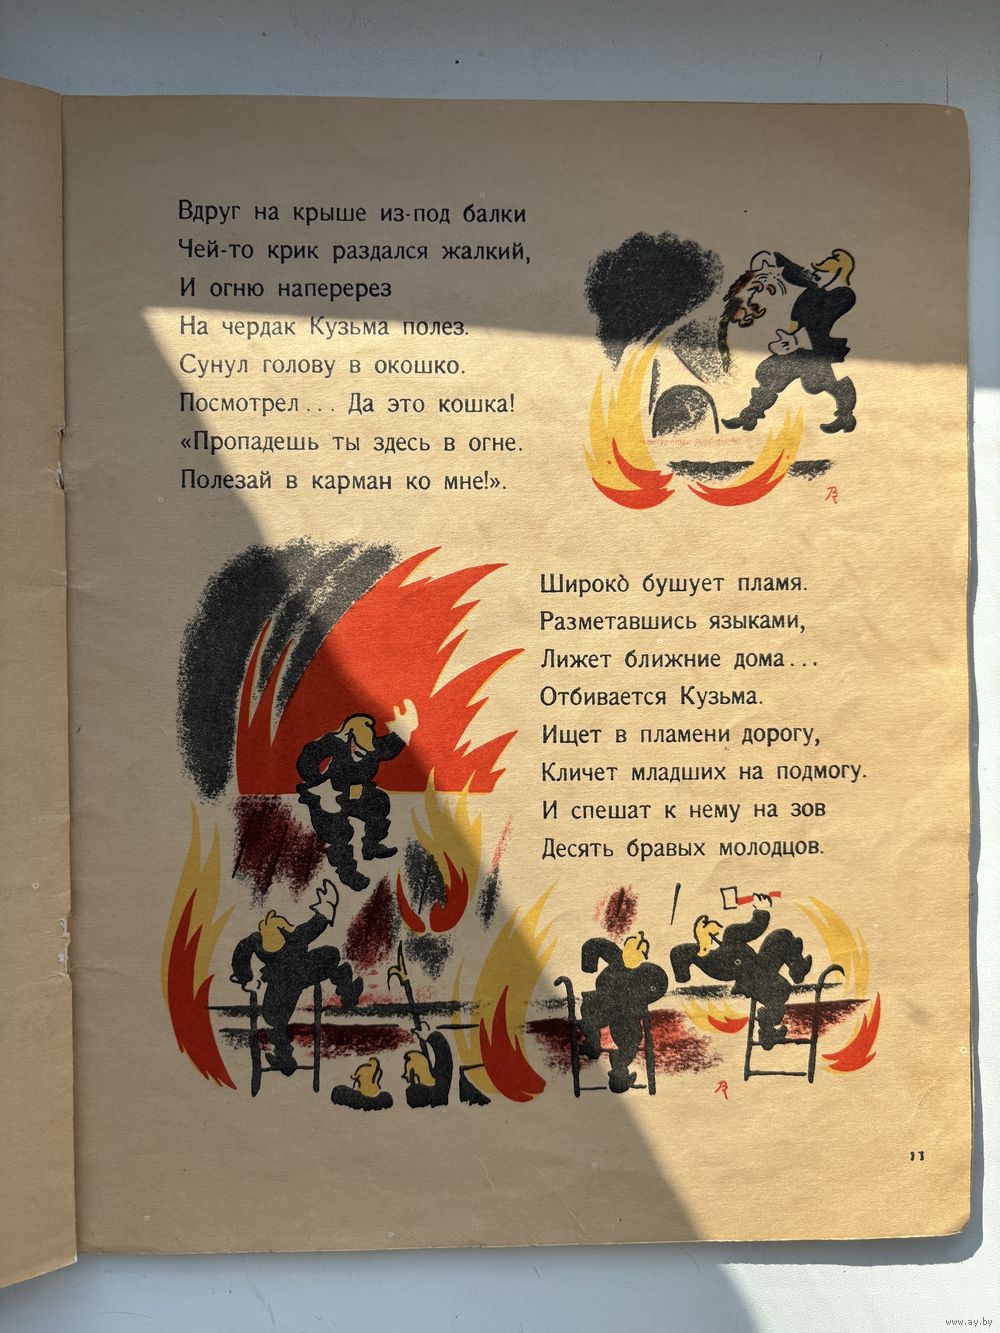 Вдруг на крыше из-под балки
Чей-то крик раздался жалкий,
И огню наперерез
На чердак Кузьма полез.
Сунул голову в окошко.
Посмотрел... Да это кошка!
«Пропадешь ты здесь в огне.
Полезай в карман ко мне!».
Широко бушует пламя.
Разметавшись языками,
Лижет ближние дома...
Отбивается Кузьма.
Ищет в пламени дорогу,
Кличет младших на подмогу.
И спешат к нему на зов
Десять бравых молодцов.
11
www.ay.by